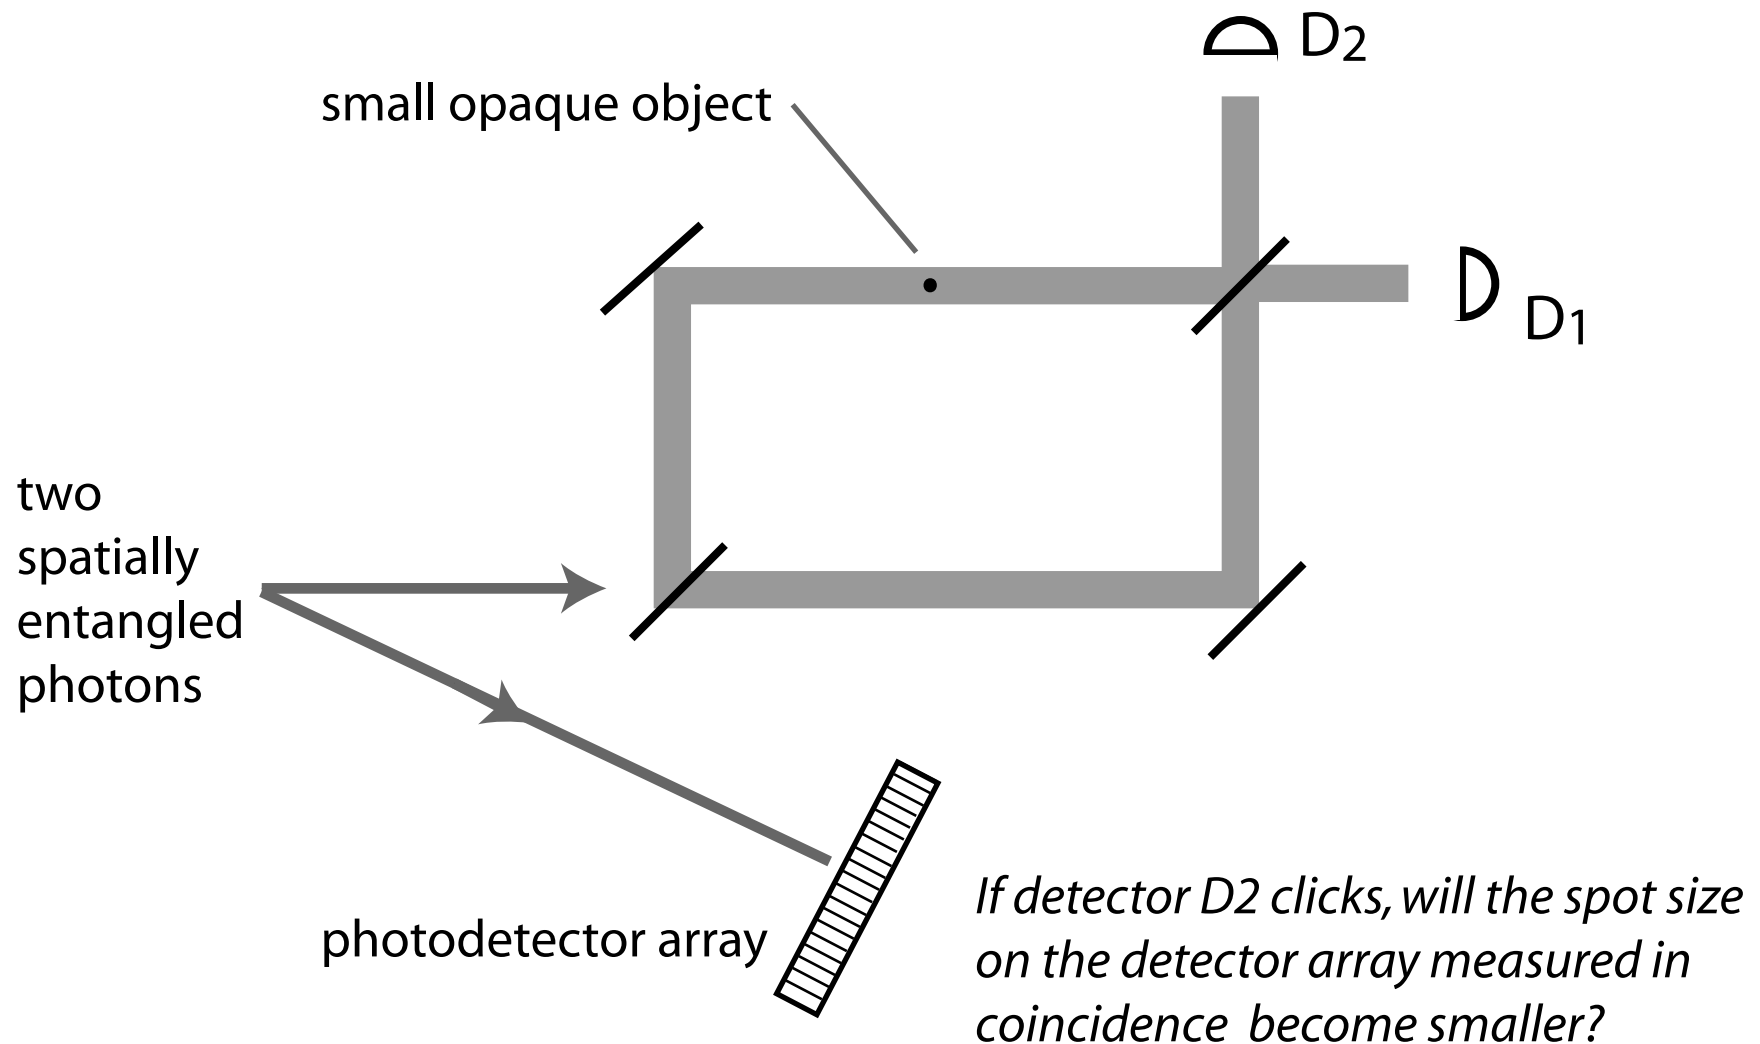 D2
small opaque object
D1
two
spatially
entangled
photons
photodetector array
If detector D2 clicks, will the spot size
on the detector array measured in
coincidence become smaller?